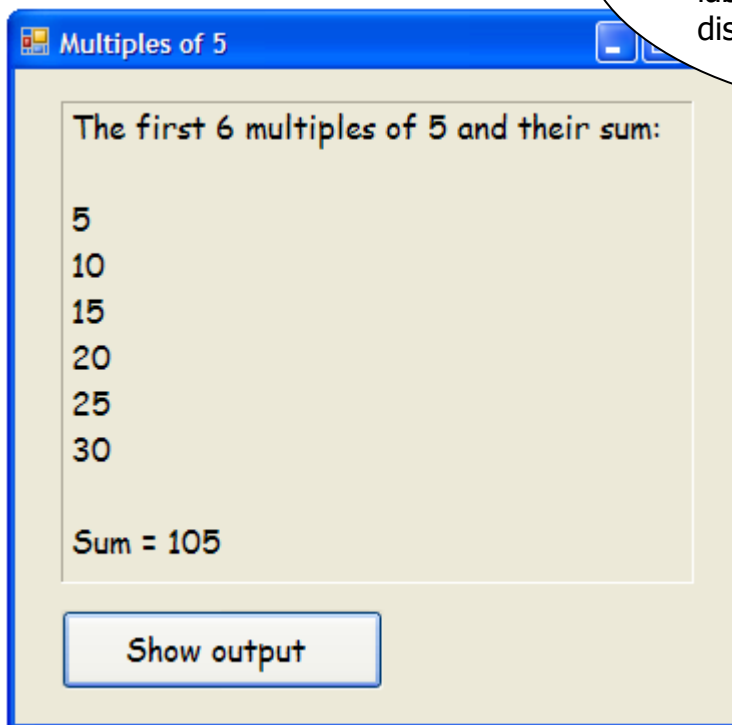 Multiples of 5
The first 6 multiples of 5 and their sum:
5
10
15
20
25
30
Sum = 105
Show output